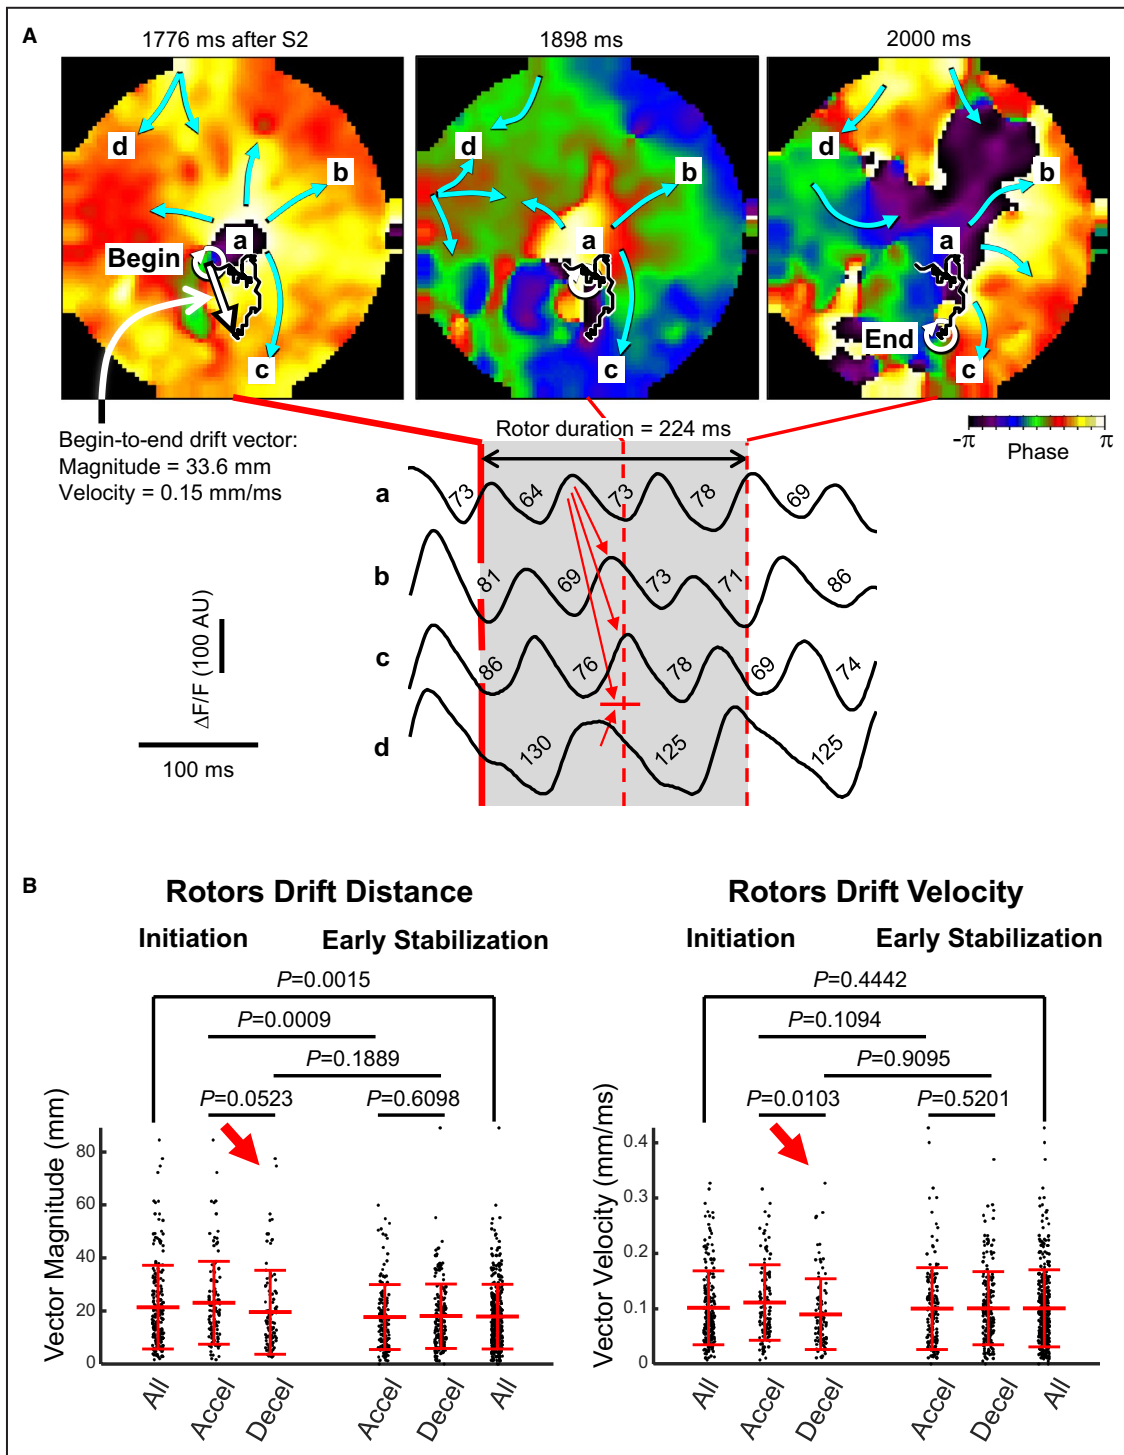 A
1776 ms after S2
1898 ms
2000 ms
d
b
a
Begin
c
d
b
a
c
d
b
a
End
c
Begin-to-end drift vector:
Magnitude = 33.6 mm
Velocity = 0.15 mm/ms
Rotor duration = 224 ms
-π
π
Phase
a
73
64
73
78
69
b
81
69
73
71
86
c
86
76
78
69
74
d
130
125
125
ΔF/F (100 AU)
100 ms
B
Rotors Drift Distance
Initiation
Early Stabilization
P=0.0015
P=0.0009
P=0.1889
P=0.0523
P=0.6098
Vector Magnitude (mm)
80
60
40
20
0
All
Accel
Decel
Accel
Decel
All
Rotors Drift Velocity
Initiation
Early Stabilization
P=0.4442
P=0.1094
P=0.9095
P=0.0103
P=0.5201
Vector Velocity (mm/ms)
0.4
0.3
0.2
0.1
0
All
Accel
Decel
Accel
Decel
All